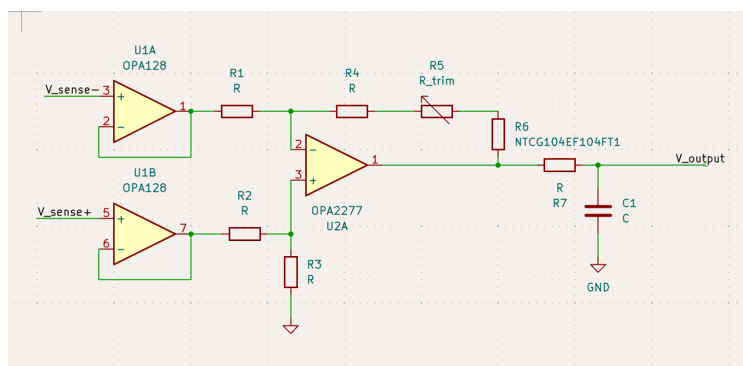 U1A
OPA128
V_sense-
3
+
2
-
1
R1
R
R4
R
R5
R_trim
R6
NTCG104EF104FT1
2
-
3
+
1
OPA2277
U2A
V_output
R
R7
C1
C
GND
U1B
OPA128
V_sense+
5
+
6
-
7
R2
R
R3
R